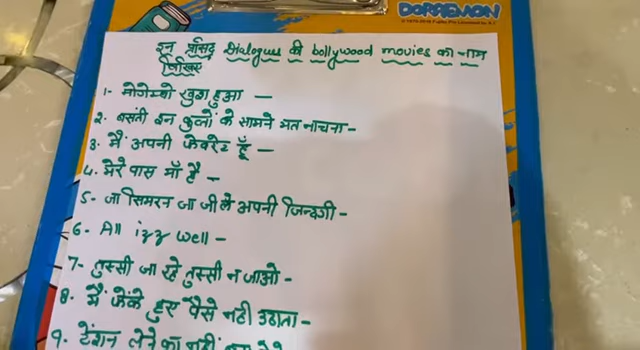 DORAEMON
इन प्रसिद्ध Dialogues की bollywood movies का नाम
लिखिए
1- मोगेम्बो खुश हुआ —
2. बसंती इन कुत्तों के सामने मत नाचना -
3. मैं अपनी फेवरेट हूँ -
4. मेरे पास माँ है -
5- जा सिमरन जा जी ले अपनी जिन्दगी -
6- All izz well -
7- तुस्सी जा रहे तुस्सी न जाओ -
8. मैं फेंके हुए पैसे नही उठाता -
9. टेंशन लेने का नहीं